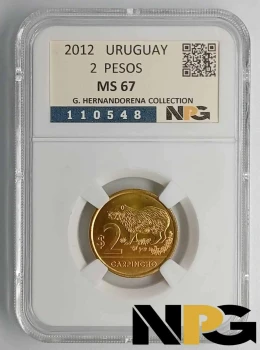 2012 URUGUAY
2 PESOS
MS 67
G. HERNANDORENA COLLECTION
110548 NPG
$2
CARPINCHO
NPG